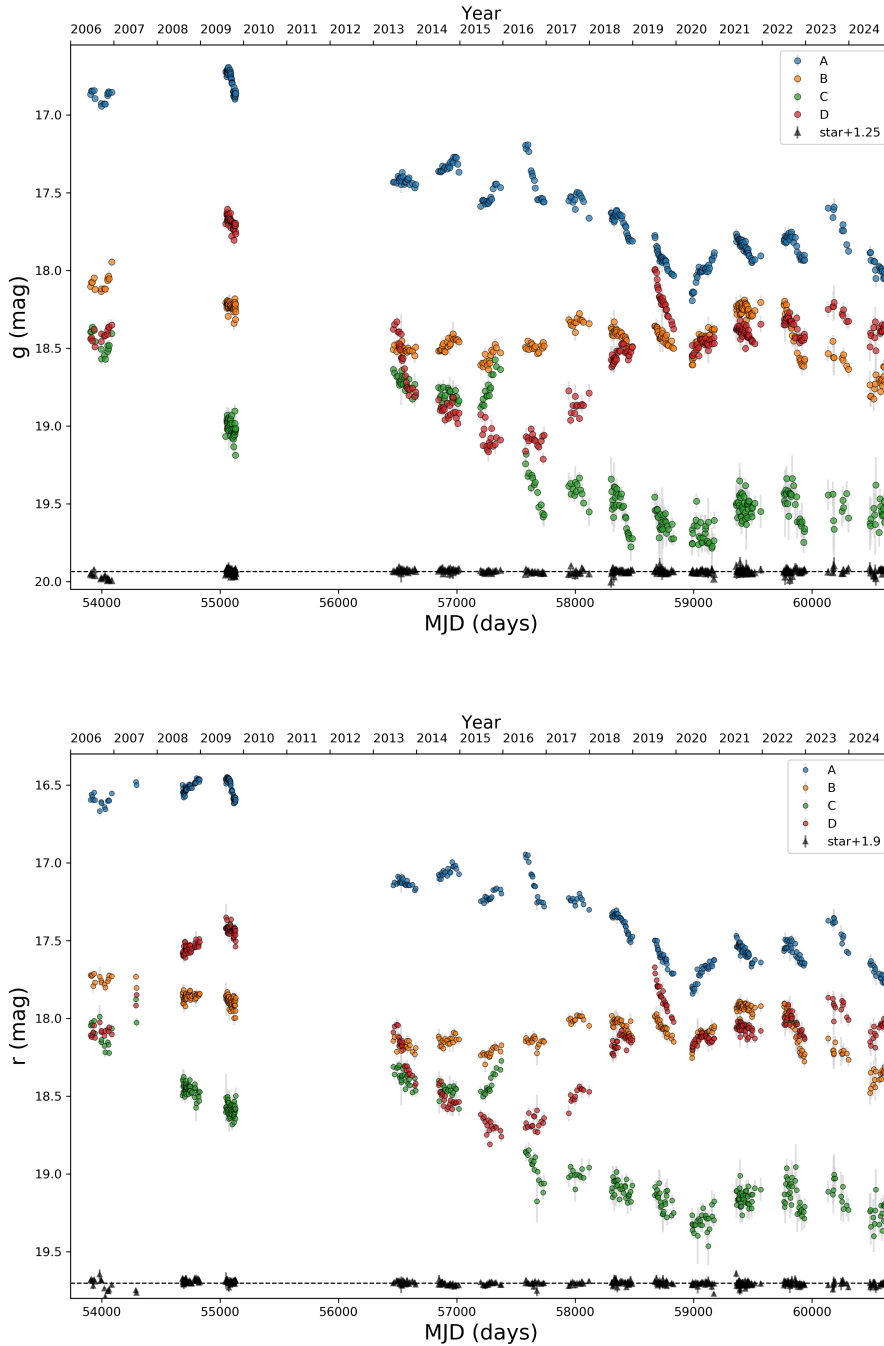 Year
2006 2007 2008 2009 2010 2011 2012 2013 2014 2015 2016 2017 2018 2019 2020 2021 2022 2023 2024
A
B
C
D
star+1.25
17.0
17.5
18.0
18.5
19.0
19.5
20.0
g (mag)
54000 55000 56000 57000 58000 59000 60000
MJD (days)
Year
2006 2007 2008 2009 2010 2011 2012 2013 2014 2015 2016 2017 2018 2019 2020 2021 2022 2023 2024
A
B
C
D
star+1.9
16.5
17.0
17.5
18.0
18.5
19.0
19.5
r (mag)
54000 55000 56000 57000 58000 59000 60000
MJD (days)